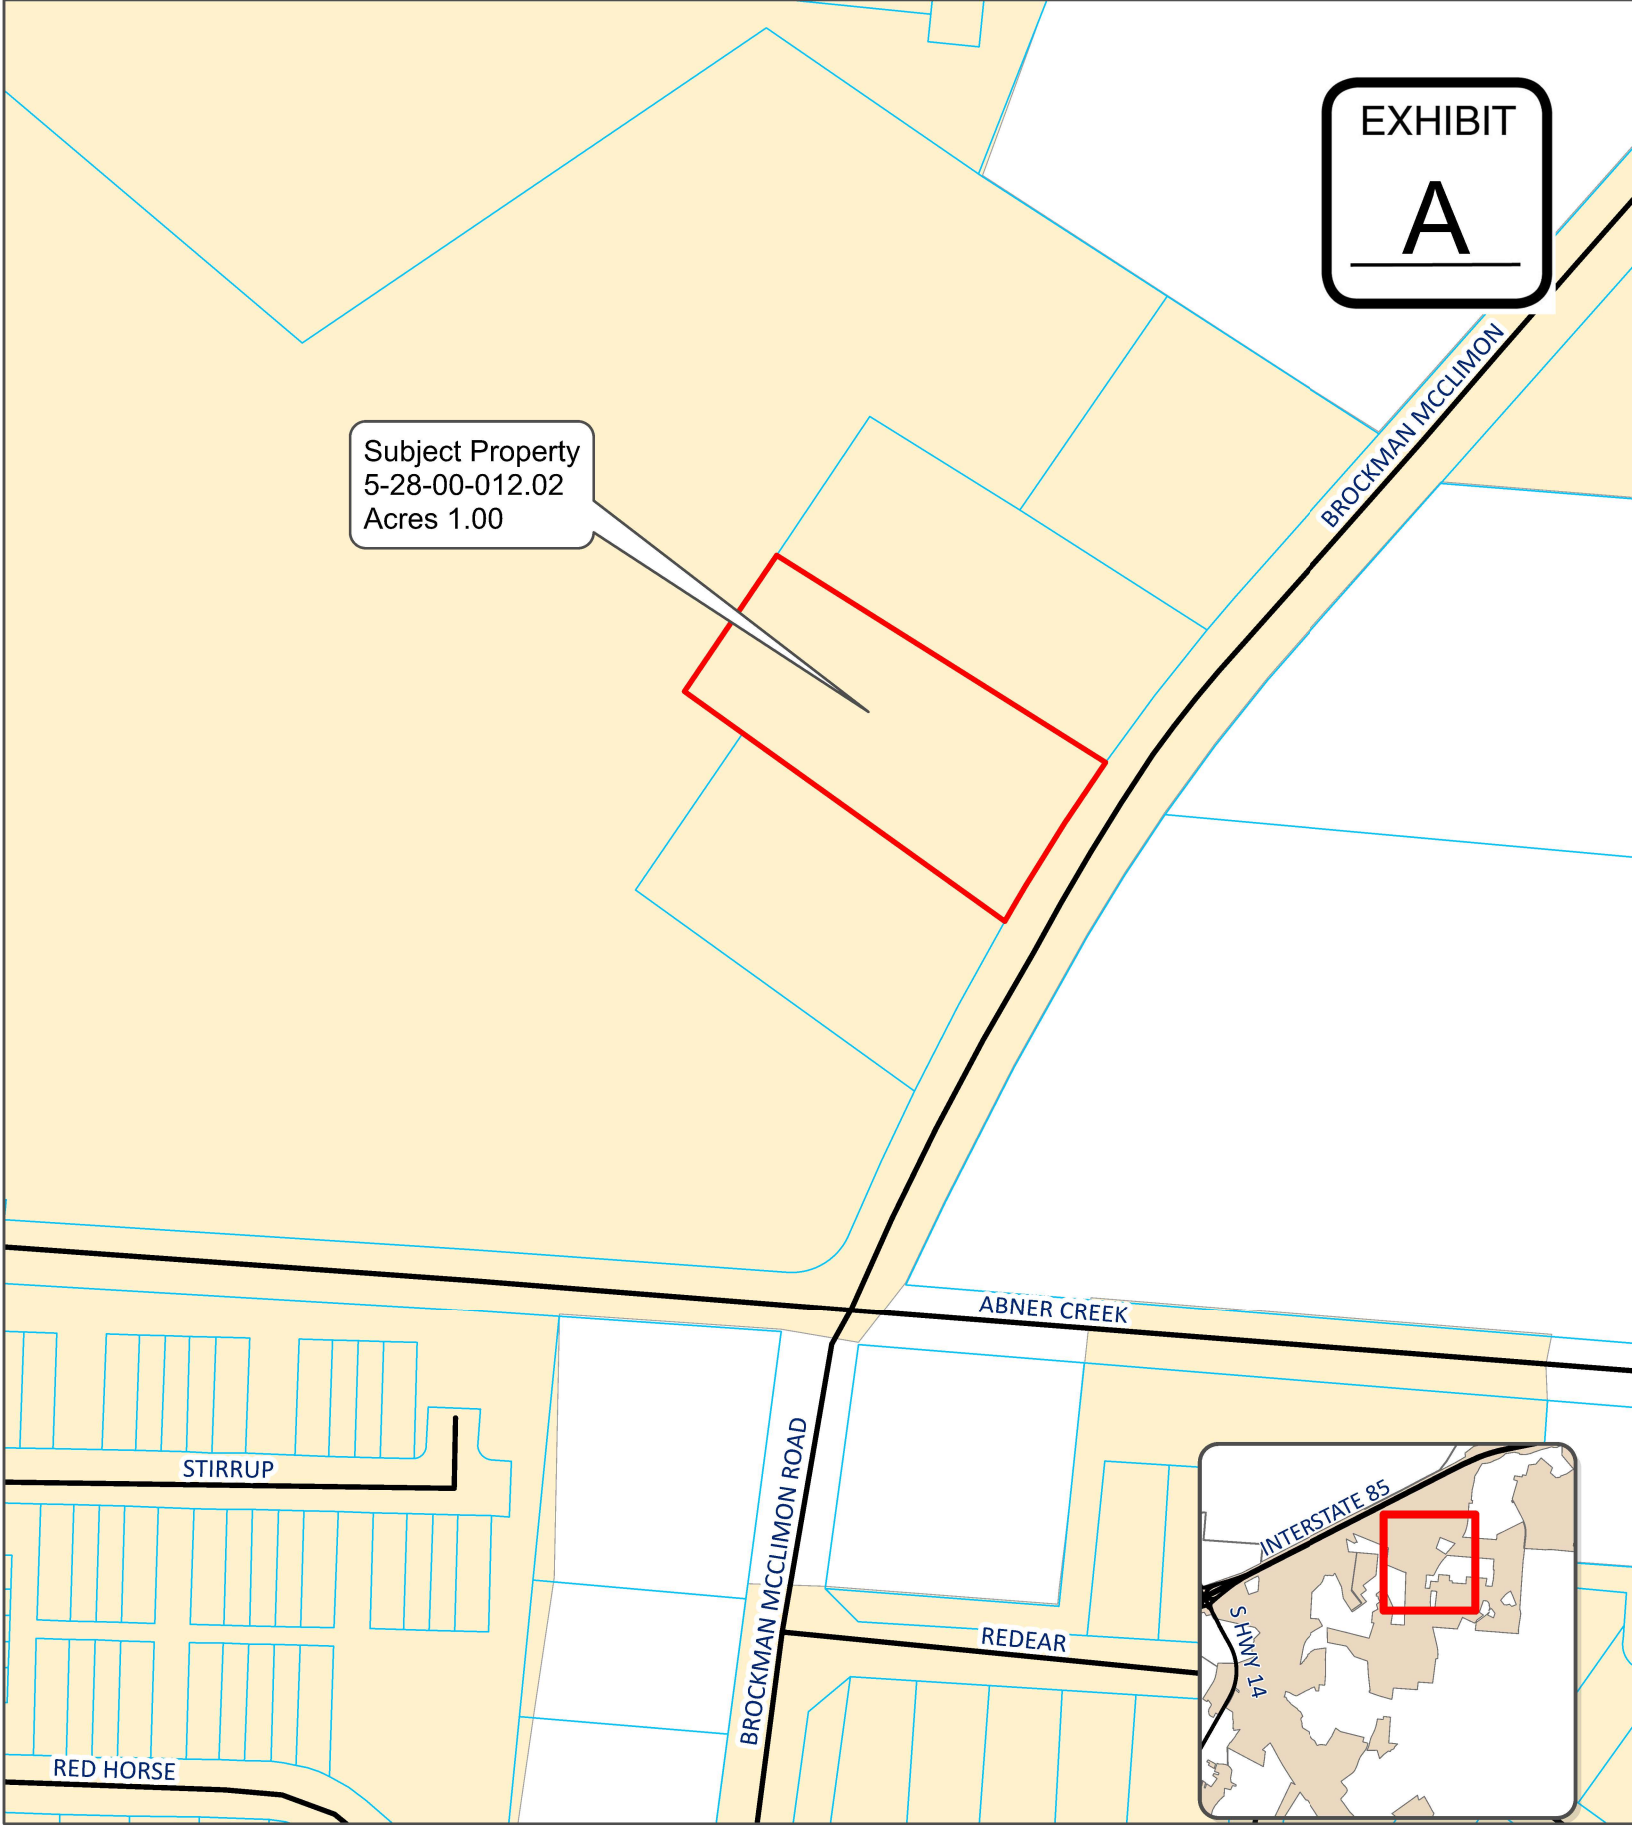 EXHIBIT
A
BROCKMAN MCCLIMON
Subject Property
5-28-00-012.02
Acres 1.00
ABNER CREEK
STIRRUP
BROCKMAN MCCLIMON ROAD
REDEAR
RED HORSE
INTERSTATE 85
S HWY 14